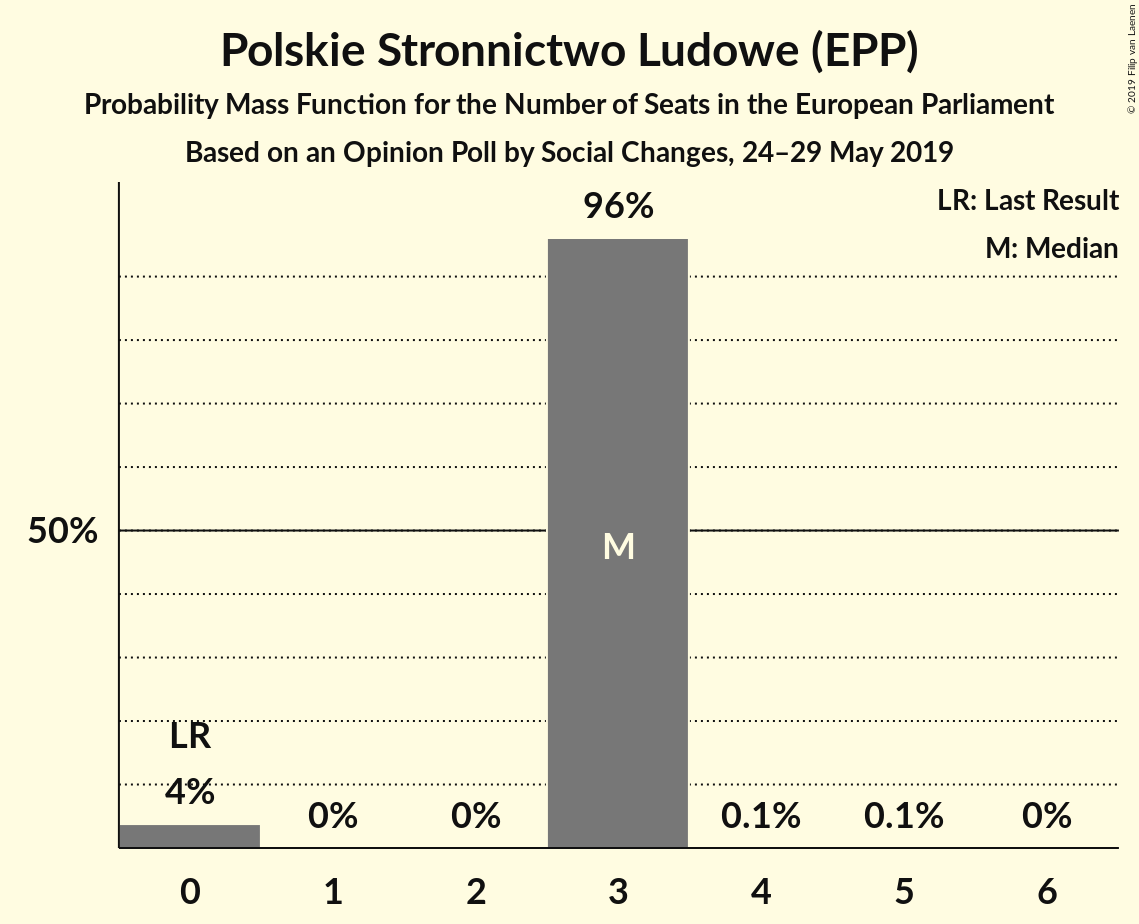 Polskie Stronnictwo Ludowe (EPP)
Probability Mass Function for the Number of Seats in the European Parliament
Based on an Opinion Poll by Social Changes, 24–29 May 2019
© 2019 Filip van Laenen
LR: Last Result
M: Median
96%
50%
M
LR
4%
0%
0%
0.1%
0.1%
0%
0 1 2 3 4 5 6